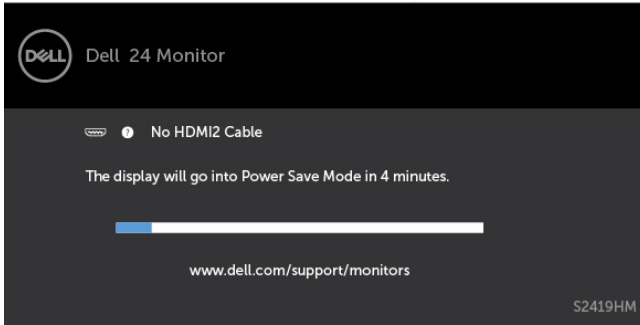 DELL
Dell 24 Monitor
? No HDMI2 Cable
The display will go into Power Save Mode in 4 minutes.
www.dell.com/support/monitors
S2419HM